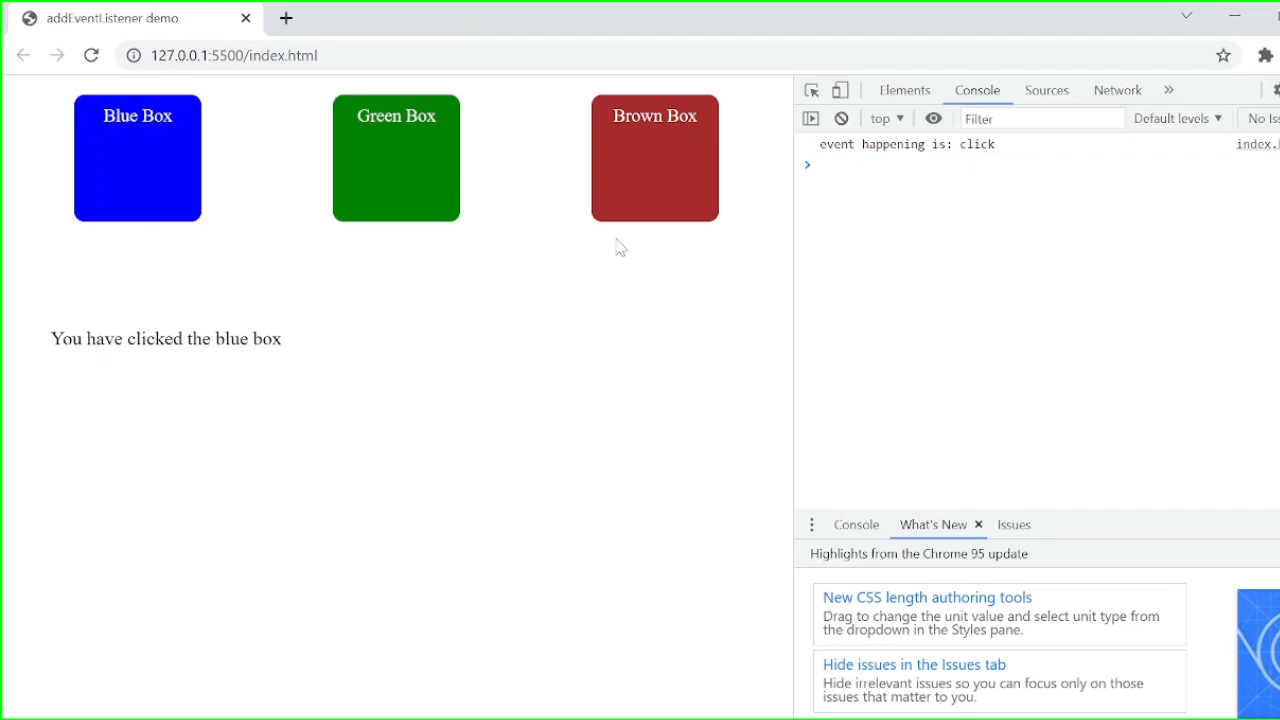 addEventListener demo
127.0.0.1:5500/index.html
Blue Box
Green Box
Brown Box
You have clicked the blue box
Elements Console Sources Network
top Filter Default levels No Iss
event happening is: click index.h
Console What's New Issues
Highlights from the Chrome 95 update
New CSS length authoring tools
Drag to change the unit value and select unit type from
the dropdown in the Styles pane.
Hide issues in the Issues tab
Hide irrelevant issues so you can focus only on those
issues that matter to you.